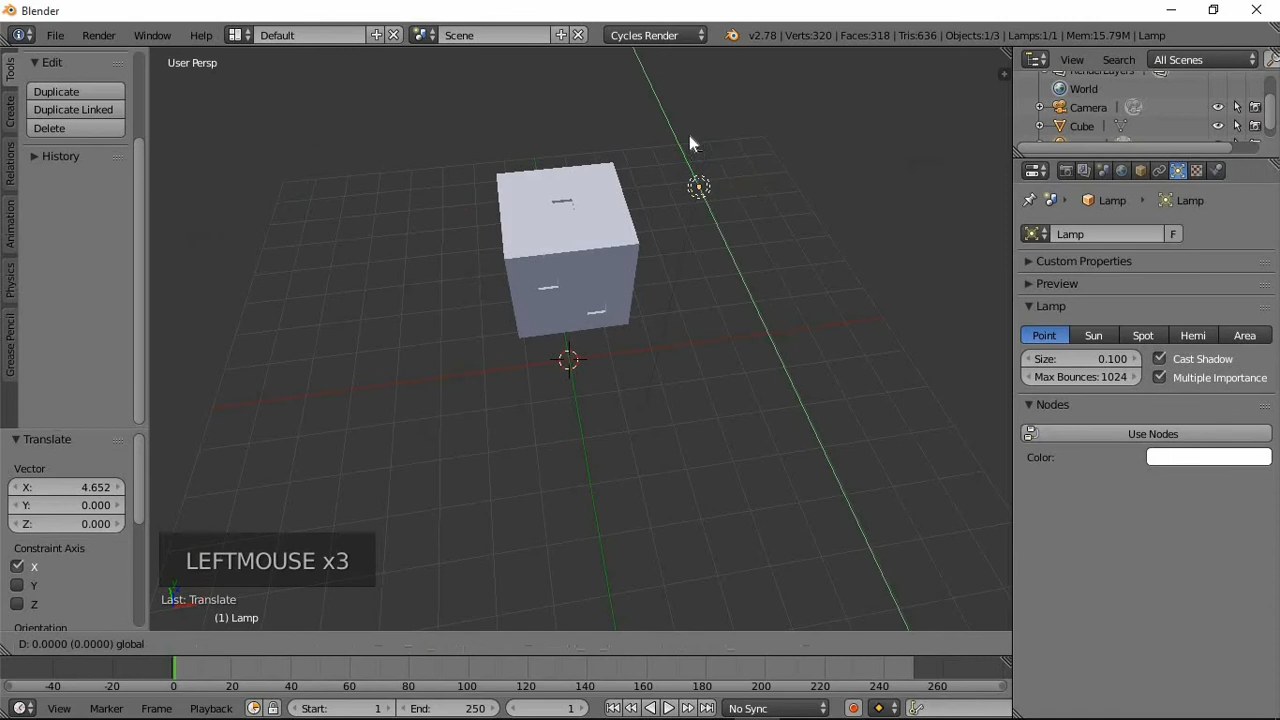 Blender
File Render Window Help Default Scene Cycles Render v2.78 | Verts:320 | Faces:318 | Tris:636 | Objects:1/3 | Lamps:1/1 | Mem:15.79M | Lamp
Tools
Create
Relations
Animation
Physics
Grease Pencil
Edit
Duplicate
Duplicate Linked
Delete
History
Translate
Vector
X: 4.652
Y: 0.000
Z: 0.000
Constraint Axis
X
Y
Z
Orientation
User Persp
LEFTMOUSE x3
Last: Translate
(1) Lamp
D: 0.0000 (0.0000) global
View Search All Scenes
RenderLayers
World
Camera
Cube
Lamp Lamp
Lamp F
Custom Properties
Preview
Lamp
Point Sun Spot Hemi Area
Size: 0.100 Cast Shadow
Max Bounces: 1024 Multiple Importance
Nodes
Use Nodes
Color:
-40 -20 0 20 40 60 80 100 120 140 160 180 200 220 240 260
View Marker Frame Playback Start: 1 End: 250 1 No Sync